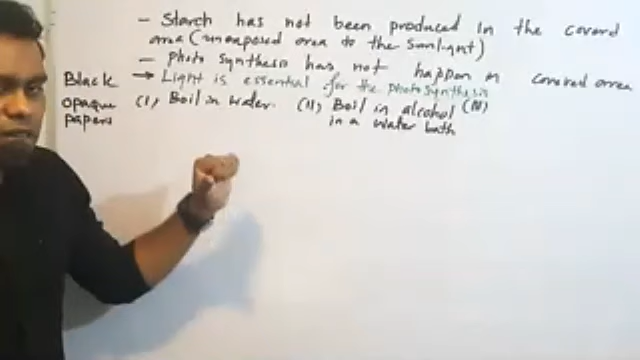 - Starch has not been produced in the coverd
area (unexposed area to the sunlight)
- Photosynthesis has not happen in covered area
Black → Light is essential for the photosynthesis
opaque (I) Boil in water. (II) Boil in alcohol (III)
papers in a water bath